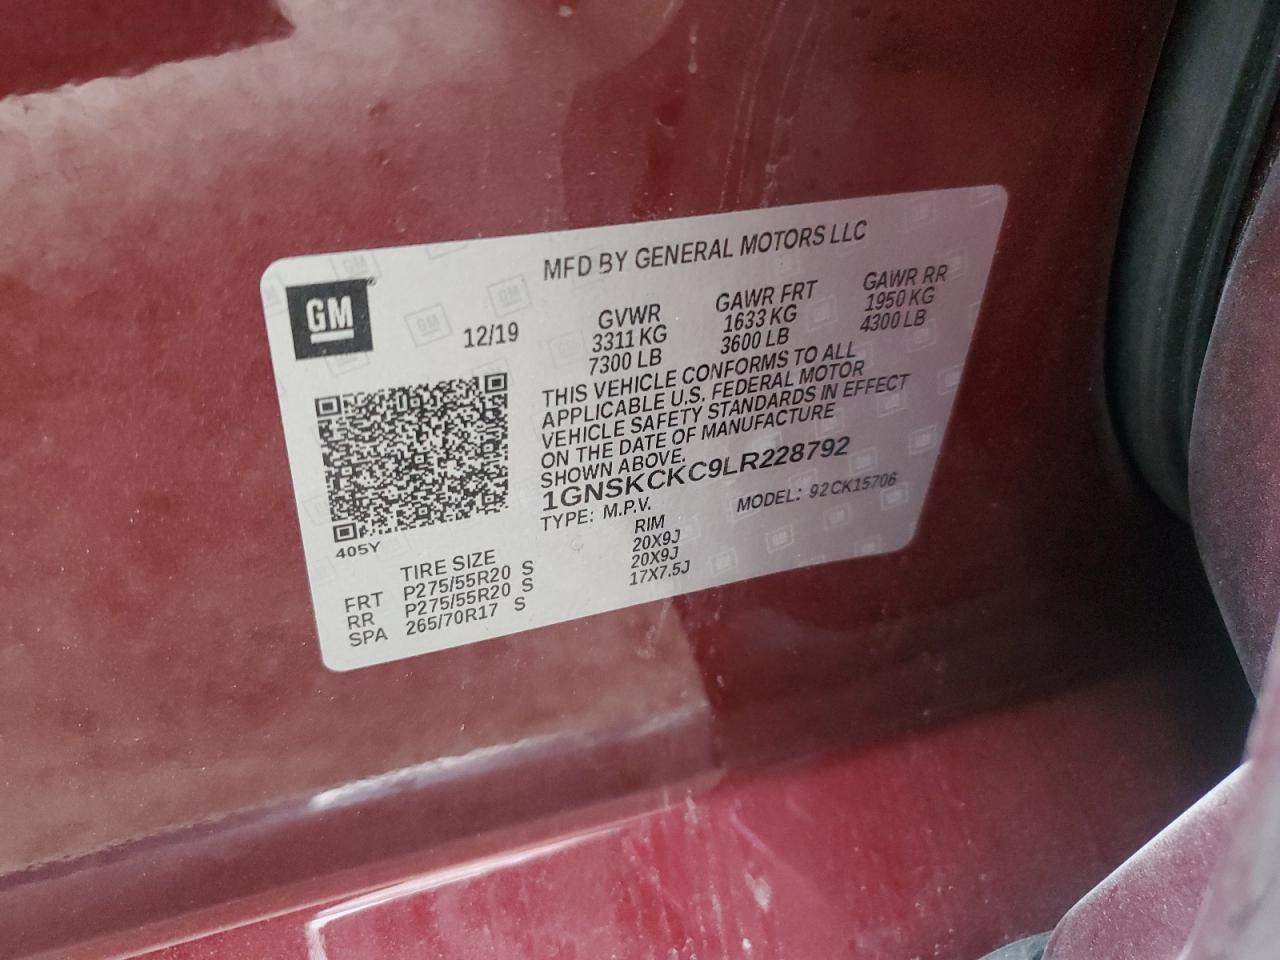 MFD BY GENERAL MOTORS LLC
GM
12/19
GVWR GAWR FRT GAWR RR
3311 KG 1633 KG 1950 KG
7300 LB 3600 LB 4300 LB
THIS VEHICLE CONFORMS TO ALL
APPLICABLE U.S. FEDERAL MOTOR
VEHICLE SAFETY STANDARDS IN EFFECT
ON THE DATE OF MANUFACTURE
SHOWN ABOVE.
1GNSKCKC9LR228792
TYPE: M.P.V. MODEL: 92CK15706
405Y
TIRE SIZE RIM
FRT P275/55R20 S 20X9J
RR P275/55R20 S 20X9J
SPA 265/70R17 S 17X7.5J